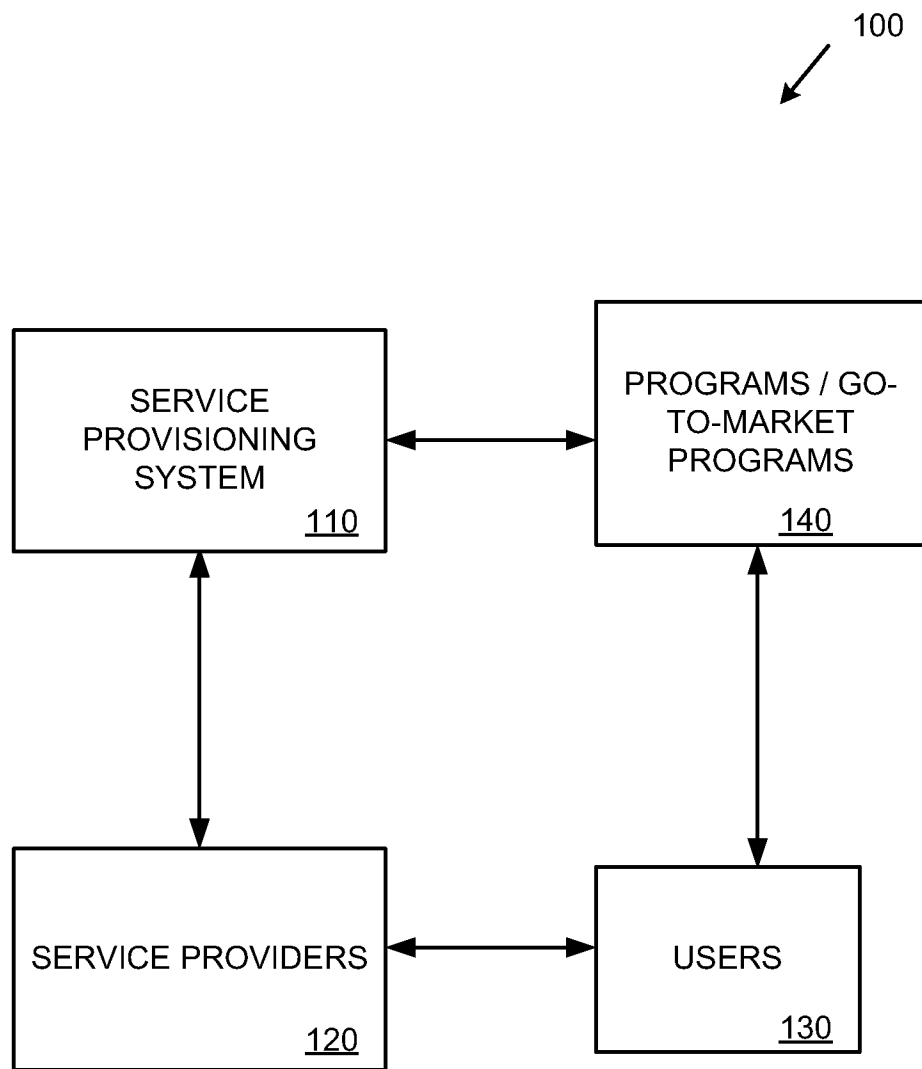 100
SERVICE
PROVISIONING
SYSTEM
110
PROGRAMS / GO-
TO-MARKET
PROGRAMS
140
SERVICE PROVIDERS
120
USERS
130